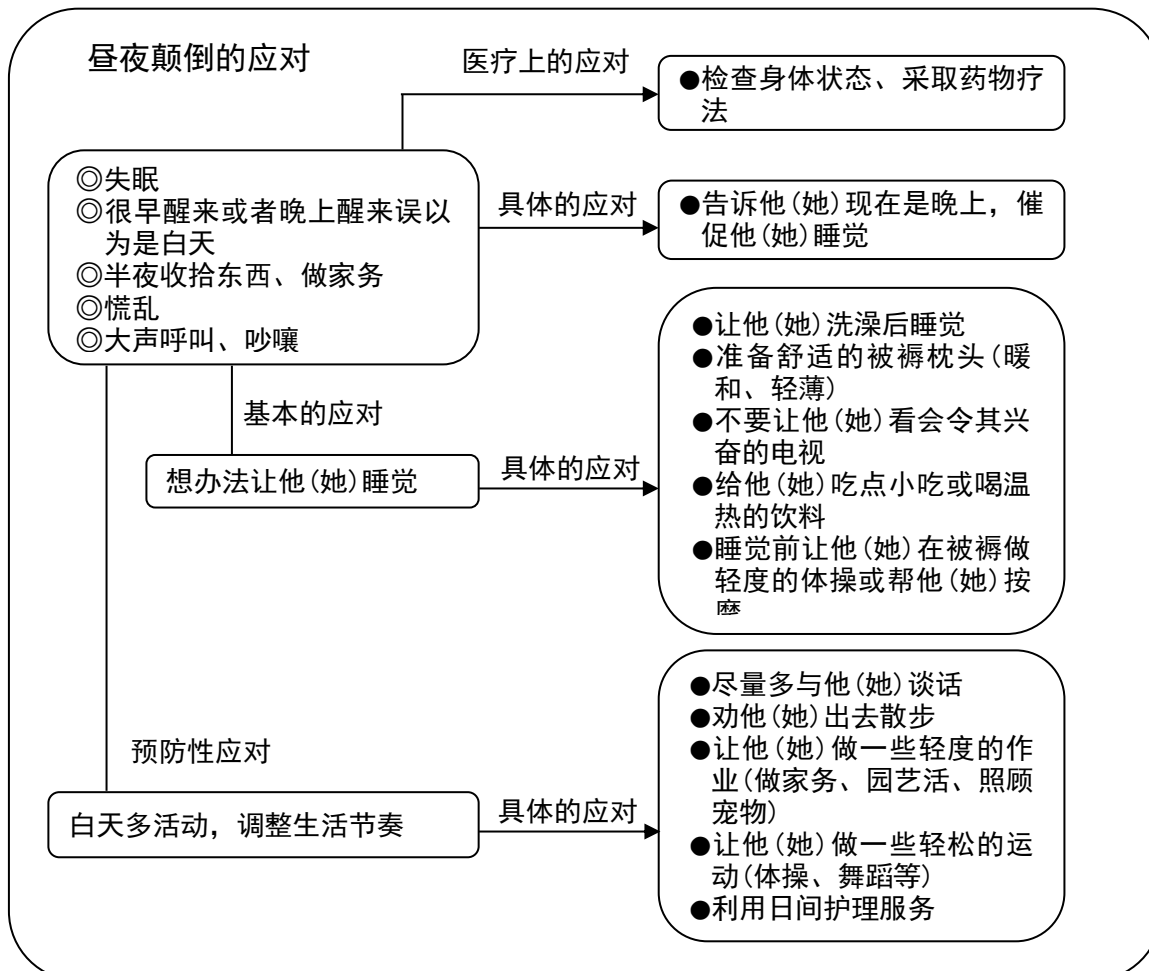 昼夜颠倒的应对
医疗上的应对
●检查身体状态、采取药物疗
法
◎失眠
◎很早醒来或者晚上醒来误以
为是白天
◎半夜收拾东西、做家务
◎慌乱
◎大声呼叫、吵嚷
具体的应对
●告诉他(她)现在是晚上，催
促他(她)睡觉
基本的应对
想办法让他(她)睡觉
具体的应对
●让他(她)洗澡后睡觉
●准备舒适的被褥枕头(暖
和、轻薄)
●不要让他(她)看会令其兴
奋的电视
●给他(她)吃点小吃或喝温
热的饮料
●睡觉前让他(她)在被褥做
轻度的体操或帮他(她)按
摩
预防性应对
白天多活动，调整生活节奏
具体的应对
●尽量多与他(她)谈话
●劝他(她)出去散步
●让他(她)做一些轻度的作
业(做家务、园艺活、照顾
宠物)
●让他(她)做一些轻松的运
动(体操、舞蹈等)
●利用日间护理服务